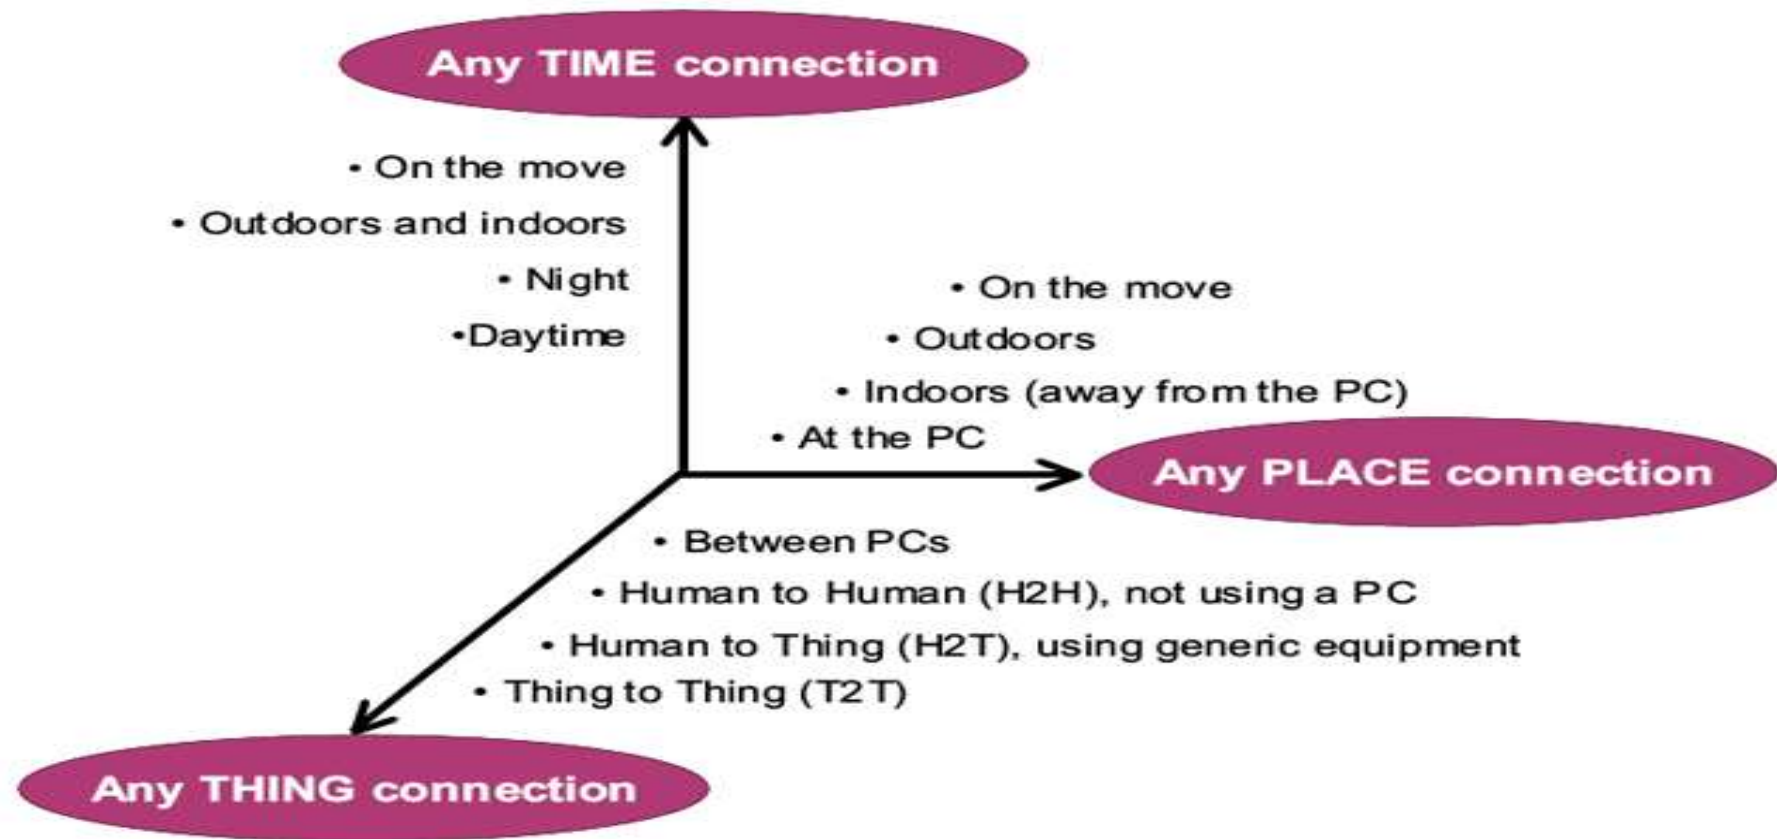 Any TIME connection
• On the move
• Outdoors and indoors
• Night
•Daytime
• On the move
• Outdoors
• Indoors (away from the PC)
• At the PC
Any PLACE connection
• Between PCs
• Human to Human (H2H), not using a PC
• Human to Thing (H2T), using generic equipment
• Thing to Thing (T2T)
Any THING connection